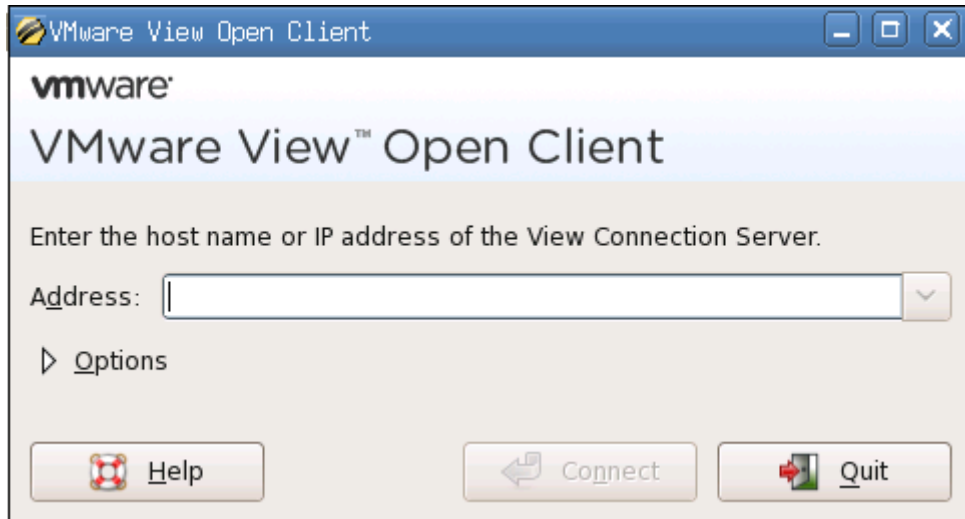 VMware View Open Client
vmware
VMware View™ Open Client
Enter the host name or IP address of the View Connection Server.
Address:
Options
Help Connect Quit